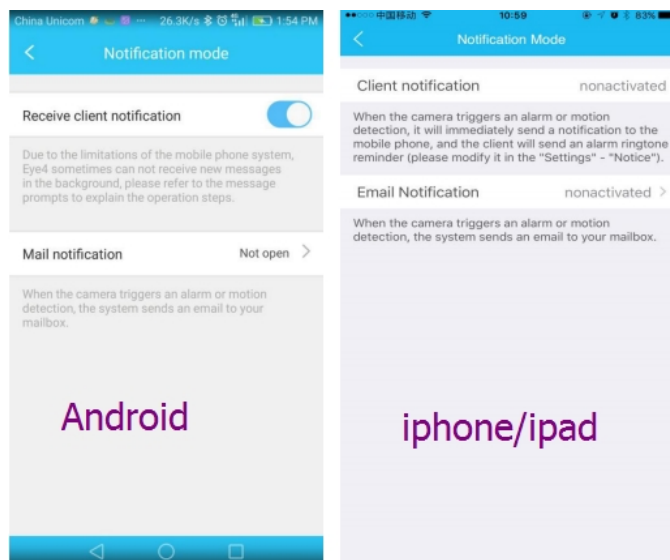 China Unicom ··· 26.3K/s 1:54 PM
Notification mode
Receive client notification
Due to the limitations of the mobile phone system,
Eye4 sometimes can not receive new messages
in the background, please refer to the message
prompts to explain the operation steps.
Mail notification Not open
When the camera triggers an alarm or motion
detection, the system sends an email to your
mailbox.
Android
中国移动 10:59 83%
Notification Mode
Client notification nonactivated
When the camera triggers an alarm or motion
detection, it will immediately send a notification to the
mobile phone, and the client will send an alarm ringtone
reminder (please modify it in the "Settings" - "Notice").
Email Notification nonactivated
When the camera triggers an alarm or motion
detection, the system sends an email to your mailbox.
iphone/ipad